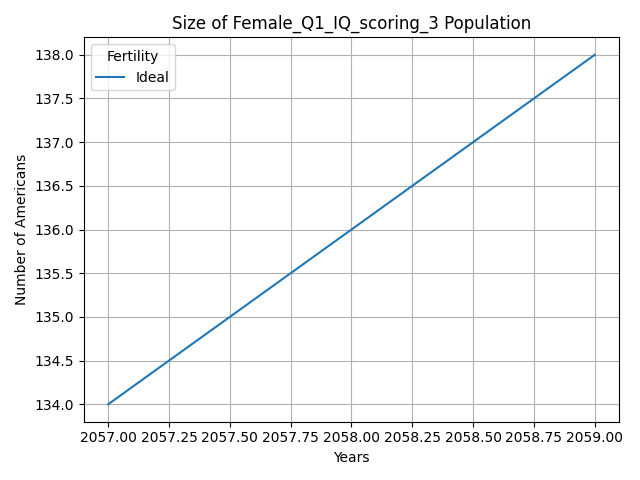 Size of Female_Q1_IQ_scoring_3 Population
Fertility
Ideal
Number of Americans
138.0
137.5
137.0
136.5
136.0
135.5
135.0
134.5
134.0
2057.00 2057.25 2057.50 2057.75 2058.00 2058.25 2058.50 2058.75 2059.00
Years